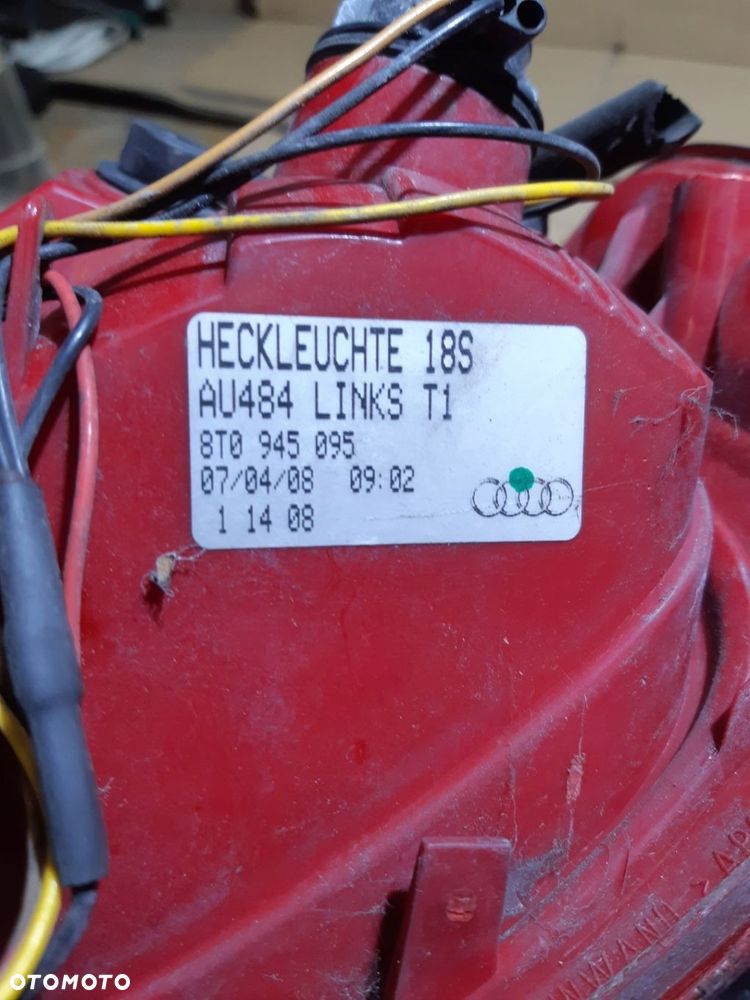 HECKLEUCHTE 18S
AU484 LINKS T1
8T0 945 095
07/04/08 09:02
1 14 08
OTOMOTO